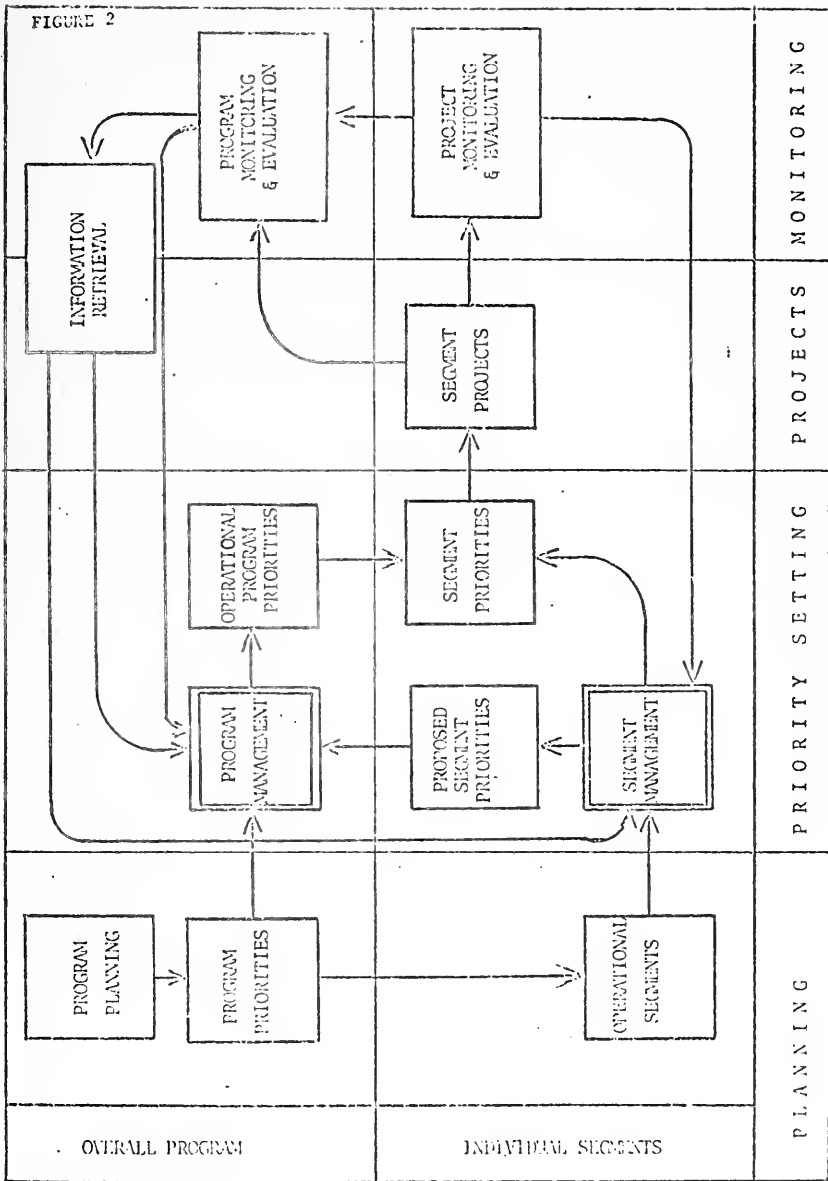 FIGURE 2
OVERALL PROGRAM
INDIVIDUAL SEGMENTS
PROGRAM
PLANNING
PROGRAM
PRIORITIES
OPERATIONAL
SEGMENTS
PROGRAM
MANAGEMENT
PROPOSED
SEGMENT
PRIORITIES
SEGMENT
MANAGEMENT
OPERATIONAL
PROGRAM
PRIORITIES
SEGMENT
PRIORITIES
SEGMENT
PROJECTS
INFORMATION
RETRIEVAL
PROGRAM
MONITORING
& EVALUATION
PROJECT
MONITORING
& EVALUATION
PLANNING
PRIORITY SETTING
PROJECTS
MONITORING